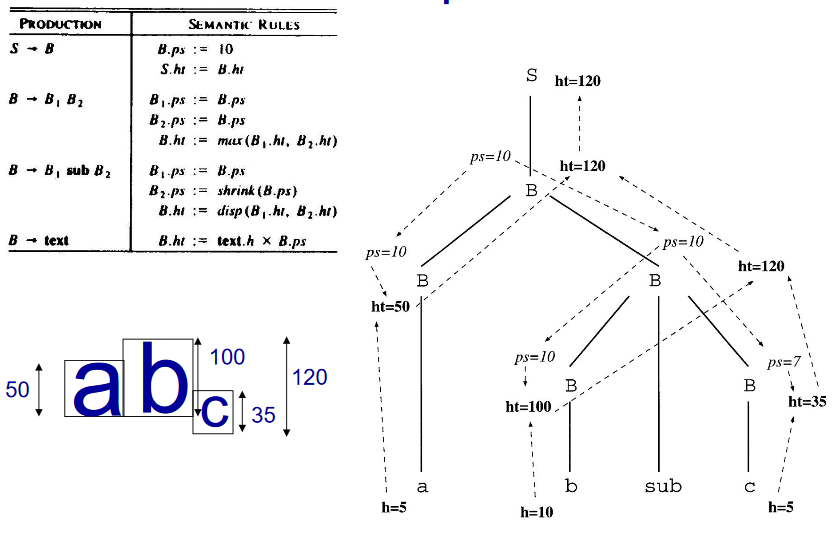 PRODUCTION SEMANTIC RULES
S → B B.ps := 10
S.ht := B.ht
B → B₁ B₂ B₁.ps := B.ps
B₂.ps := B.ps
B.ht := max(B₁.ht, B₂.ht)
B → B₁ sub B₂ B₁.ps := B.ps
B₂.ps := shrink(B.ps)
B.ht := disp(B₁.ht, B₂.ht)
B → text B.ht := text.h × B.ps
50
a
b
c
100
35
120
S ht=120
ps=10 ht=120
B
ps=10 ps=10
B B ht=120
ht=50
ps=10 ps=7
B B
ht=100 ht=35
a b sub c
h=5 h=10 h=5